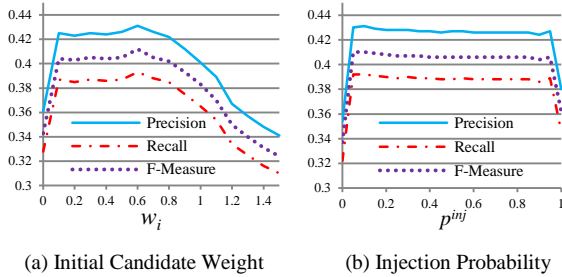 0.44
0.42
0.4
0.38
0.36
0.34
0.32
0.3
Precision
Recall
F-Measure
0 0.2 0.4 0.6 0.8 1 1.2 1.4
w_i
(a) Initial Candidate Weight
0.44
0.42
0.4
0.38
0.36
0.34
0.32
0.3
Precision
Recall
F-Measure
0 0.2 0.4 0.6 0.8 1
p^inj
(b) Injection Probability